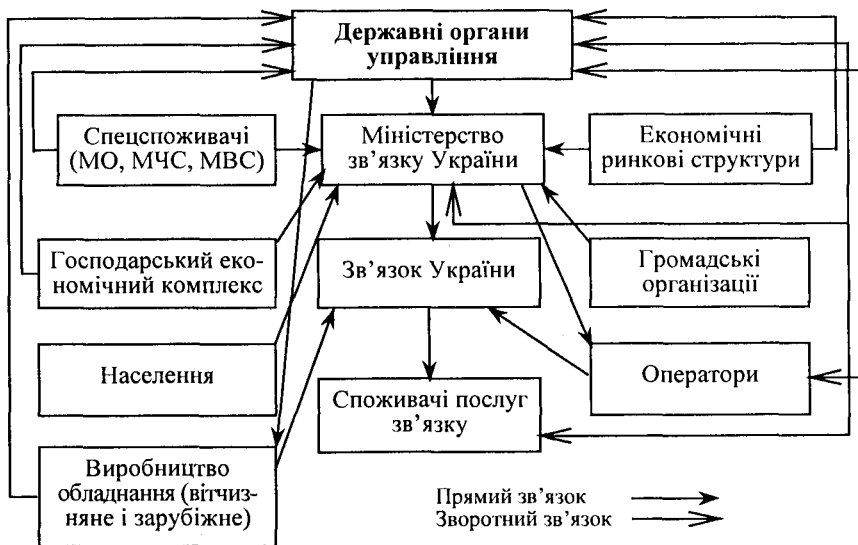 Державні органи
управління
Спецспоживачі
(МО, МЧС, МВС)
Міністерство
зв'язку України
Економічні
ринкові структури
Господарський еко-
номічний комплекс
Зв'язок України
Громадські
організації
Населення
Споживачі послуг
зв'язку
Оператори
Виробництво
обладнання (вітчиз-
няне і зарубіжне)
Прямий зв'язок
Зворотний зв'язок